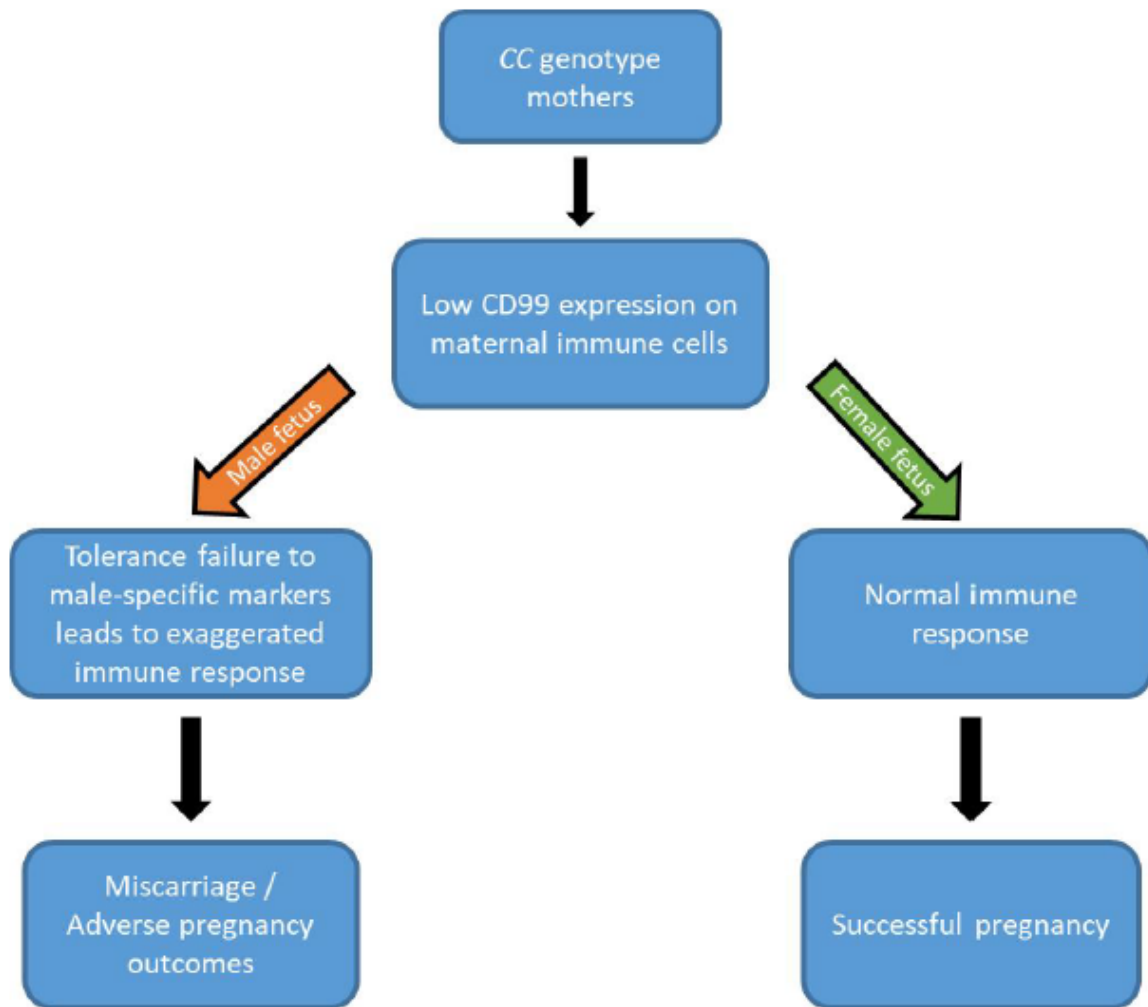 CC genotype
mothers
Low CD99 expression on
maternal immune cells
Male fetus
Female fetus
Tolerance failure to
male-specific markers
leads to exaggerated
immune response
Normal immune
response
Miscarriage /
Adverse pregnancy
outcomes
Successful pregnancy